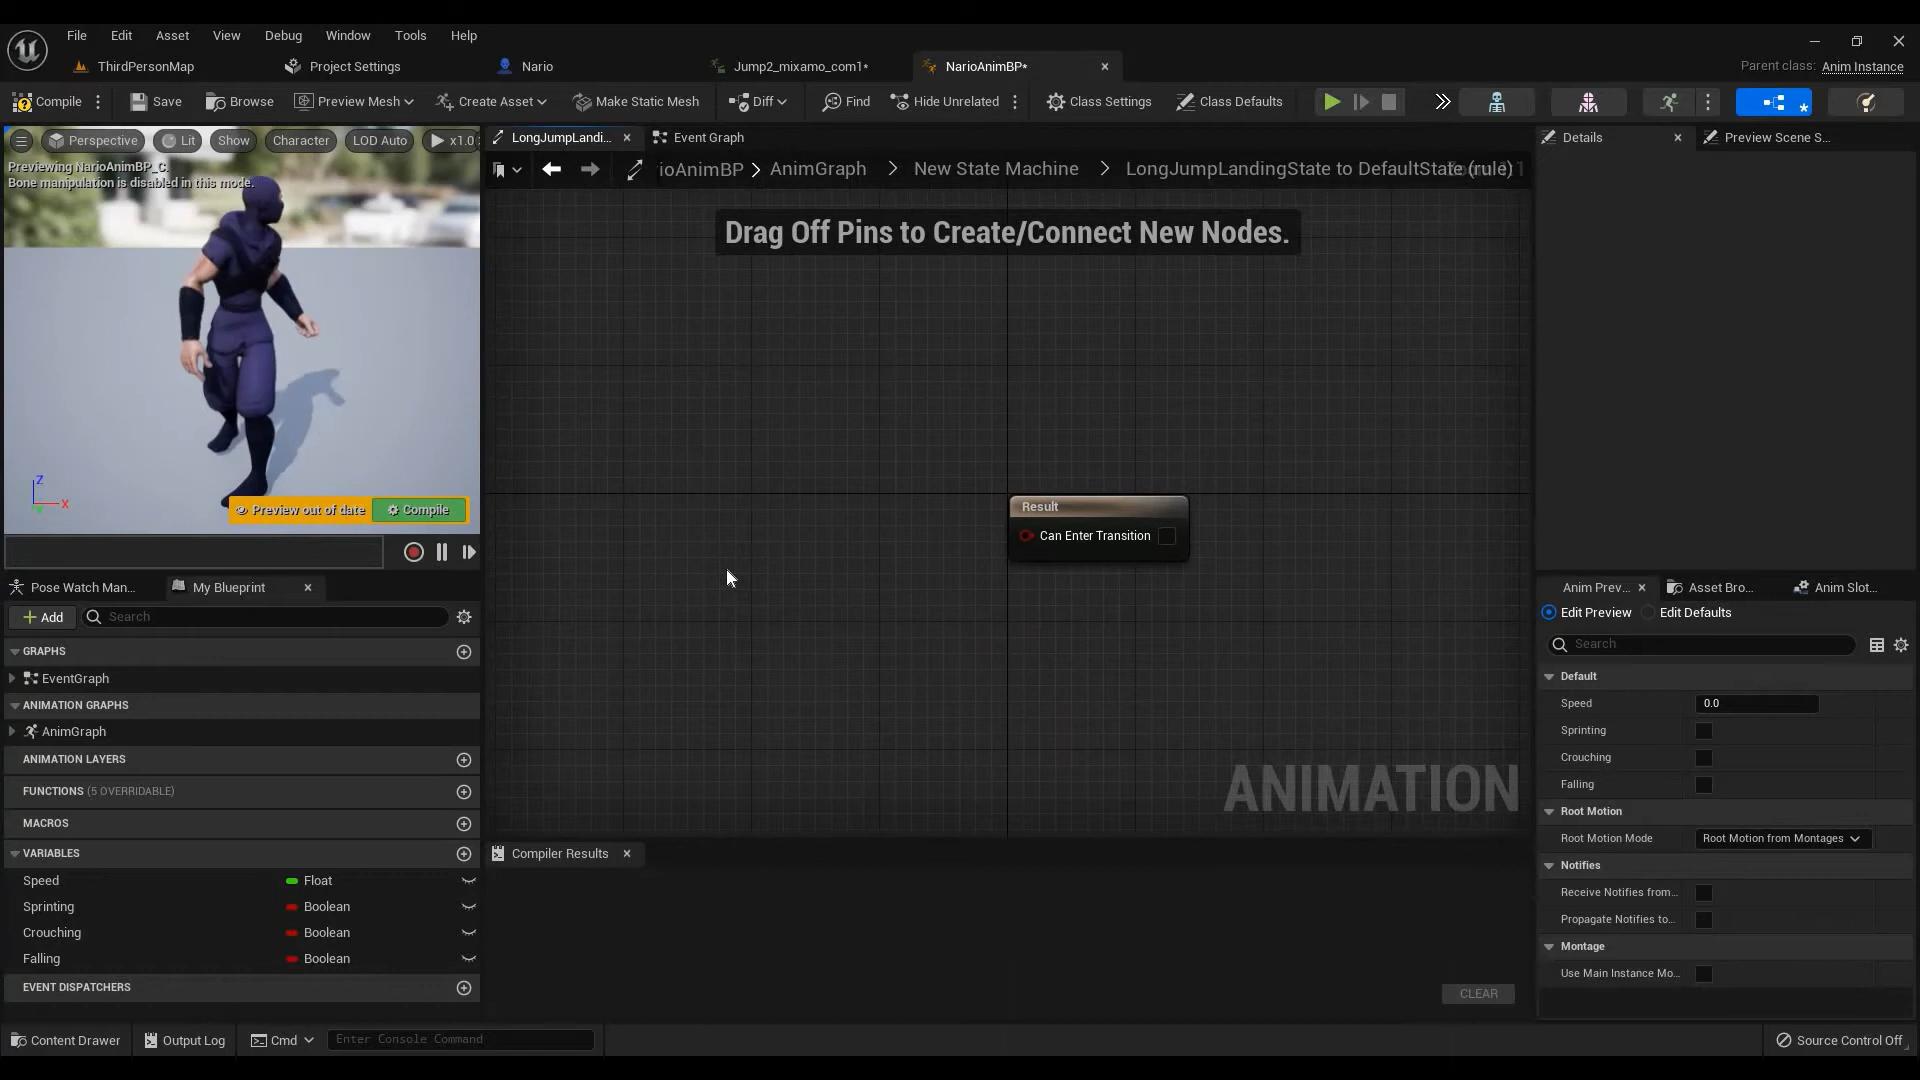 File Edit Asset View Debug Window Tools Help
ThirdPersonMap Project Settings Nario Jump2_mixamo_com1* NarioAnimBP* Parent class: Anim Instance
Compile Save Browse Preview Mesh Create Asset Make Static Mesh Diff Find Hide Unrelated Class Settings Class Defaults
Perspective Lit Show Character LOD Auto x1.0
Previewing NarioAnimBP_C.
Bone manipulation is disabled in this mode.
Z
X
Preview out of date Compile
LongJumpLandi... Event Graph
ioAnimBP > AnimGraph > New State Machine > LongJumpLandingState to DefaultState (rule)
Drag Off Pins to Create/Connect New Nodes.
Result
Can Enter Transition
ANIMATION
Compiler Results
CLEAR
Details Preview Scene S...
Pose Watch Man... My Blueprint
Add Search
GRAPHS
EventGraph
ANIMATION GRAPHS
AnimGraph
ANIMATION LAYERS
FUNCTIONS (5 OVERRIDABLE)
MACROS
VARIABLES
Speed Float
Sprinting Boolean
Crouching Boolean
Falling Boolean
EVENT DISPATCHERS
Anim Prev... Asset Bro... Anim Slot...
Edit Preview Edit Defaults
Search
Default
Speed 0.0
Sprinting
Crouching
Falling
Root Motion
Root Motion Mode Root Motion from Montages
Notifies
Receive Notifies from...
Propagate Notifies to...
Montage
Use Main Instance Mo...
Content Drawer Output Log Cmd Enter Console Command Source Control Off